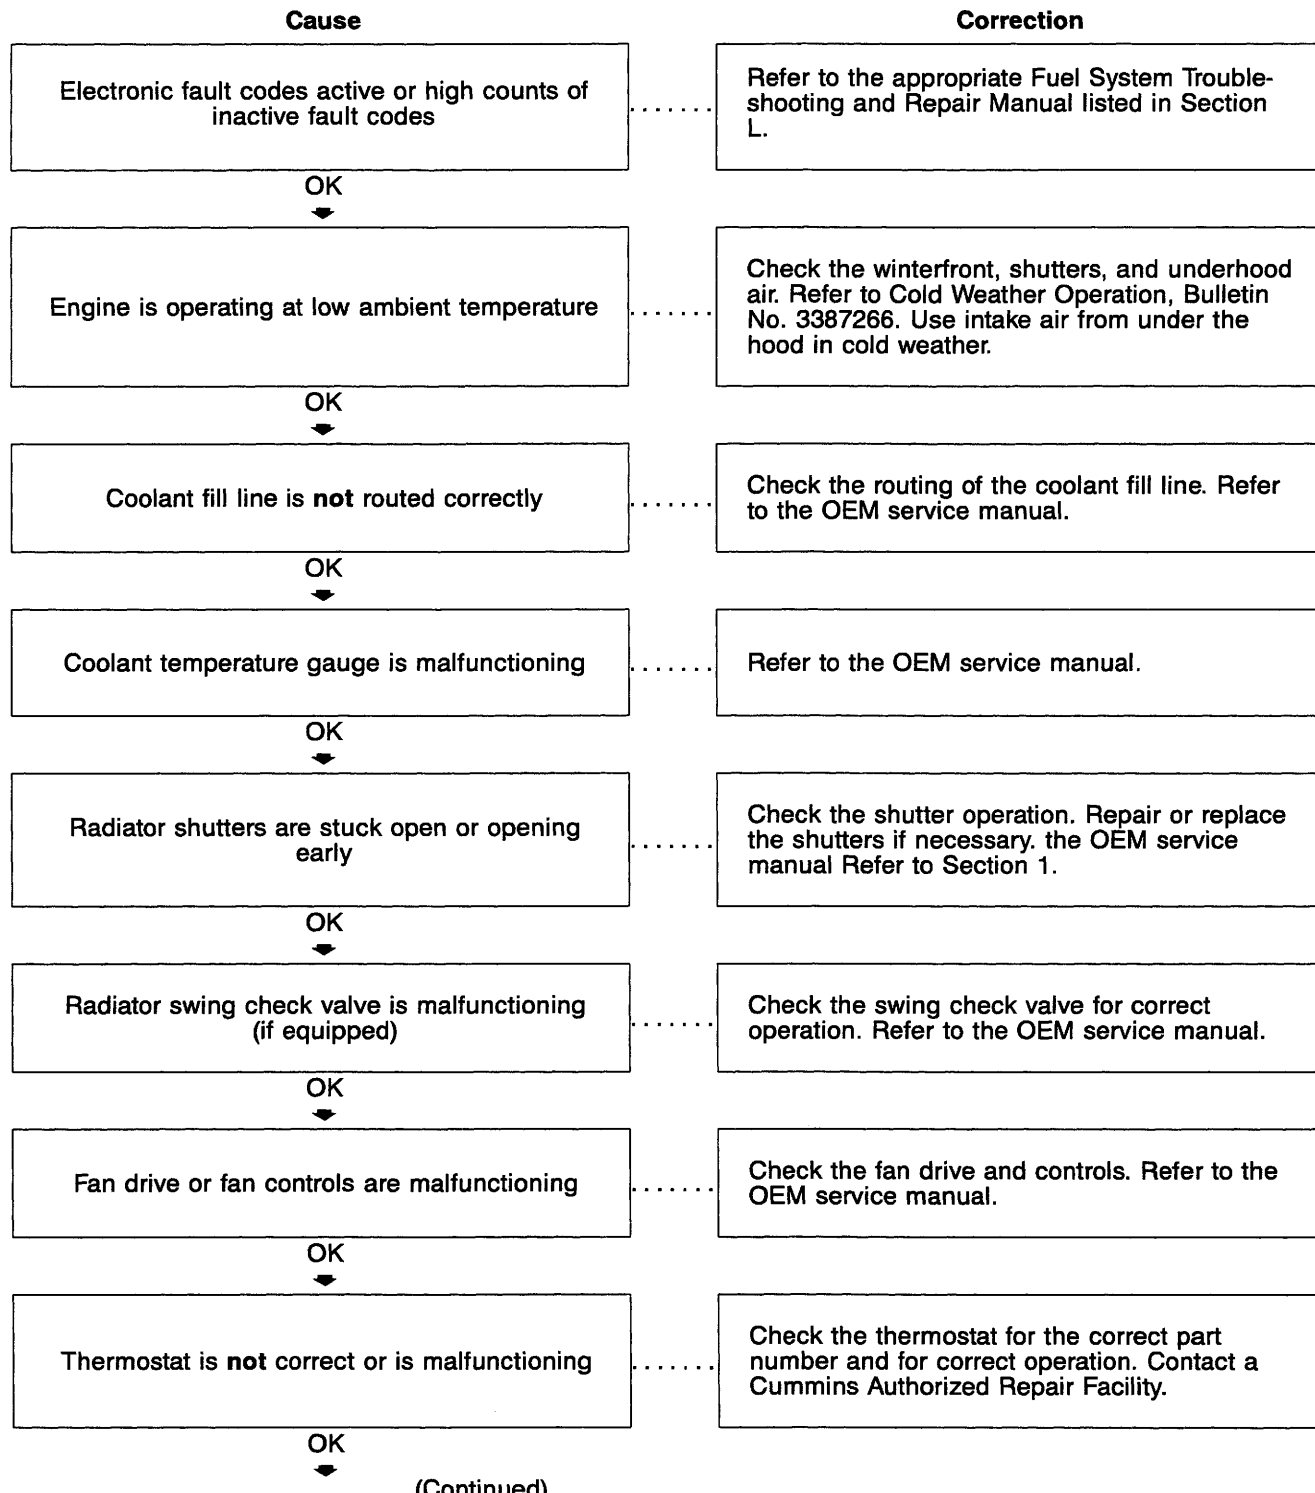 Cause
Correction
Electronic fault codes active or high counts of
inactive fault codes
.......
Refer to the appropriate Fuel System Trouble-
shooting and Repair Manual listed in Section
L.
OK
Engine is operating at low ambient temperature
.......
Check the winterfront, shutters, and underhood
air. Refer to Cold Weather Operation, Bulletin
No. 3387266. Use intake air from under the
hood in cold weather.
OK
Coolant fill line is not routed correctly
.......
Check the routing of the coolant fill line. Refer
to the OEM service manual.
OK
Coolant temperature gauge is malfunctioning
.......
Refer to the OEM service manual.
OK
Radiator shutters are stuck open or opening
early
.......
Check the shutter operation. Repair or replace
the shutters if necessary. the OEM service
manual Refer to Section 1.
OK
Radiator swing check valve is malfunctioning
(if equipped)
.......
Check the swing check valve for correct
operation. Refer to the OEM service manual.
OK
Fan drive or fan controls are malfunctioning
.......
Check the fan drive and controls. Refer to the
OEM service manual.
OK
Thermostat is not correct or is malfunctioning
.......
Check the thermostat for the correct part
number and for correct operation. Contact a
Cummins Authorized Repair Facility.
OK
(Continued)